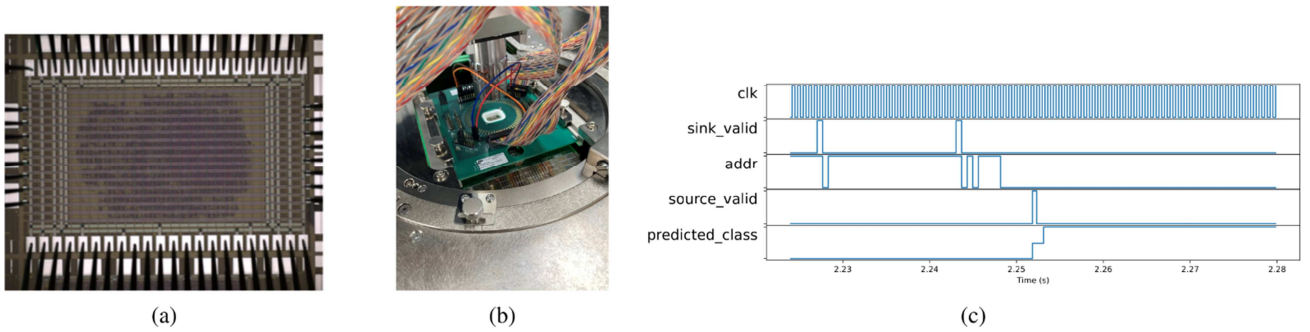 clk
sink_valid
addr
source_valid
predicted_class
2.23 2.24 2.25 2.26 2.27 2.28
Time (s)
(a) (b) (c)